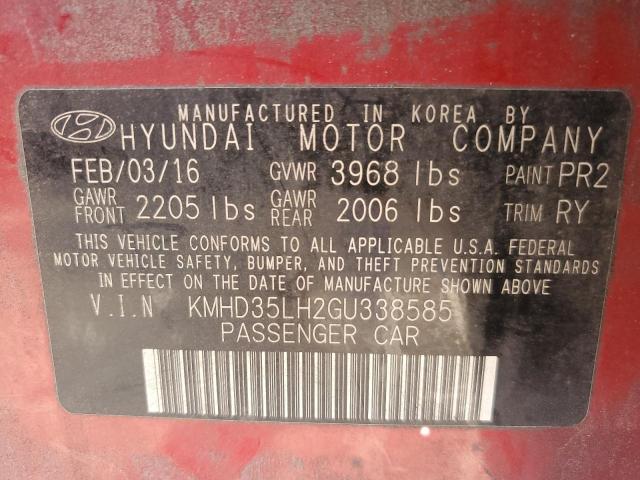 MANUFACTURED IN KOREA BY
HYUNDAI MOTOR COMPANY
FEB/03/16 GVWR 3968 lbs PAINT PR2
GAWR FRONT 2205 lbs GAWR REAR 2006 lbs TRIM RY
THIS VEHICLE CONFORMS TO ALL APPLICABLE U.S.A. FEDERAL
MOTOR VEHICLE SAFETY, BUMPER, AND THEFT PREVENTION STANDARDS
IN EFFECT ON THE DATE OF MANUFACTURE SHOWN ABOVE
V.I.N KMHD35LH2GU338585
PASSENGER CAR